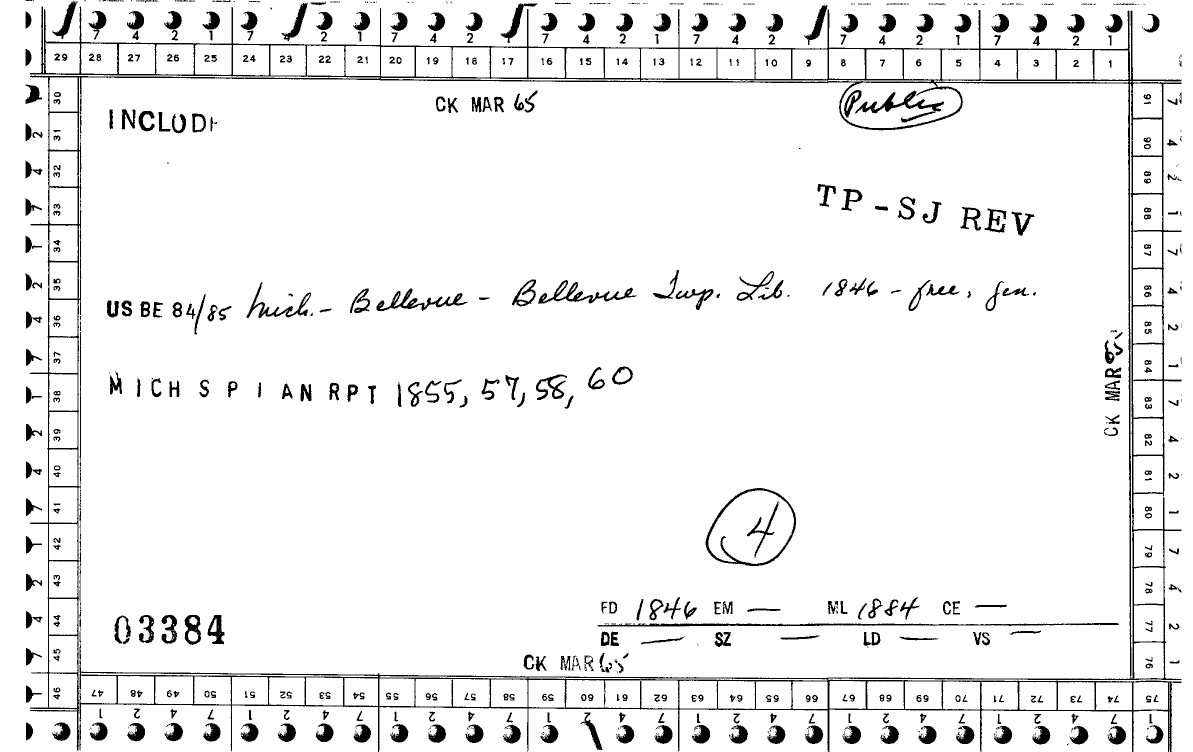 7 4 2 1 7 4 2 1 7 4 2 1 7 4 2 1 7 4 2 1 7 4 2 1 7 4 2 1
29 28 27 26 25 24 23 22 21 20 19 18 17 16 15 14 13 12 11 10 9 8 7 6 5 4 3 2 1
30 31 32 33 34 35 36 37 38 39 40 41 42 43 44 45 46
CK MAR 65
Public
INCLUDE
TP-SJ REV
US BE 84/85 Mich. - Bellevue - Bellevue Twp. Lib. 1846 - free, gen.
MICH S P I AN RPT 1855, 57, 58, 60
CK MAR 65
4
FD 1846 EM — ML 1884 CE —
03384
DE — SZ — LD — VS —
CK MAR 65
91 90 89 88 87 86 85 84 83 82 81 80 79 78 77 76
47 48 49 50 51 52 53 54 55 56 57 58 59 60 61 62 63 64 65 66 67 68 69 70 71 72 73 74 75
1 2 4 7 1 2 4 7 1 2 4 7 1 2 4 7 1 2 4 7 1 2 4 7 1 2 4 7